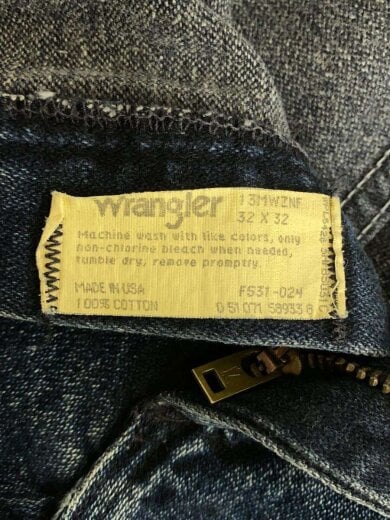 Wrangler 13MWZNF
32 X 32
Machine wash with like colors, only
non-chlorine bleach when needed,
tumble dry, remove promptly.
MADE IN USA FS31-024
100% COTTON 0 51071 58933 8